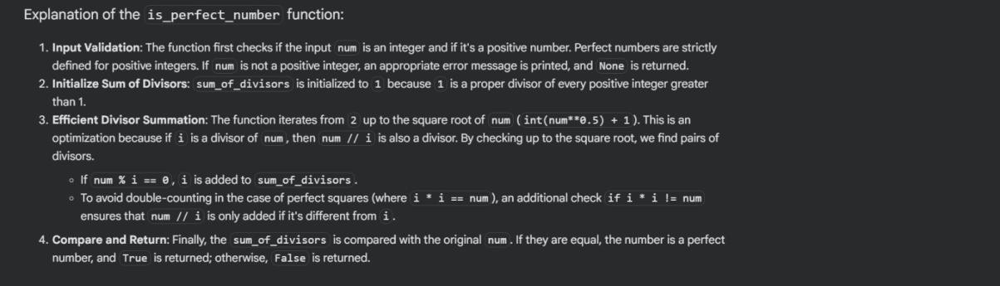 Explanation of the is_perfect_number function:
1. Input Validation: The function first checks if the input num is an integer and if it's a positive number. Perfect numbers are strictly
defined for positive integers. If num is not a positive integer, an appropriate error message is printed, and None is returned.
2. Initialize Sum of Divisors: sum_of_divisors is initialized to 1 because 1 is a proper divisor of every positive integer greater
than 1.
3. Efficient Divisor Summation: The function iterates from 2 up to the square root of num ( int(num**0.5) + 1 ). This is an
optimization because if i is a divisor of num, then num // i is also a divisor. By checking up to the square root, we find pairs of
divisors.
◦ If num % i == 0, i is added to sum_of_divisors.
◦ To avoid double-counting in the case of perfect squares (where i * i == num), an additional check if i * i != num
ensures that num // i is only added if it's different from i.
4. Compare and Return: Finally, the sum_of_divisors is compared with the original num. If they are equal, the number is a perfect
number, and True is returned; otherwise, False is returned.